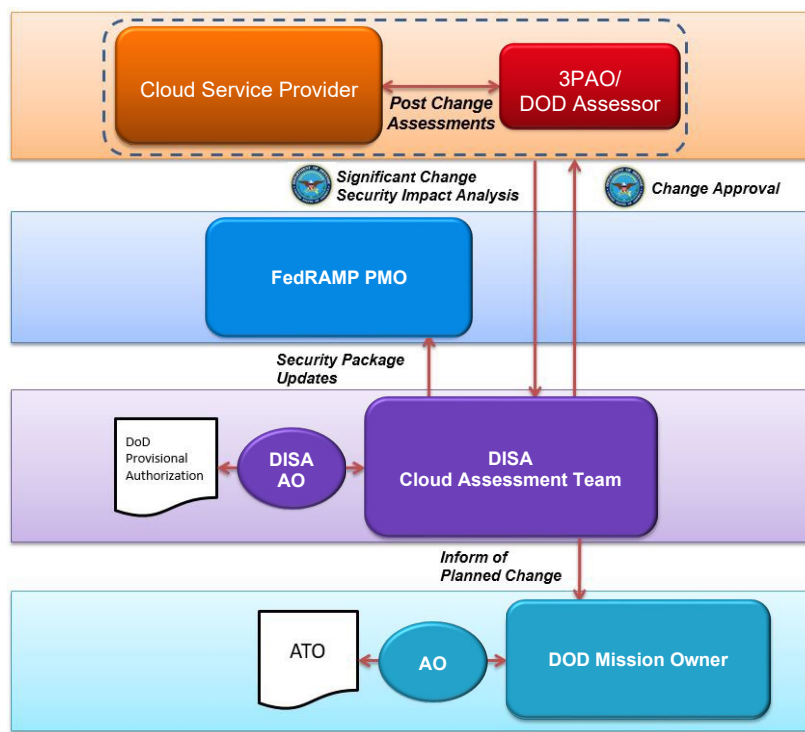 Cloud Service Provider
3PAO/
DOD Assessor
Post Change
Assessments
Significant Change
Security Impact Analysis
Change Approval
FedRAMP PMO
Security Package
Updates
DoD
Provisional
Authorization
DISA
AO
DISA
Cloud Assessment Team
Inform of
Planned Change
ATO
AO
DOD Mission Owner